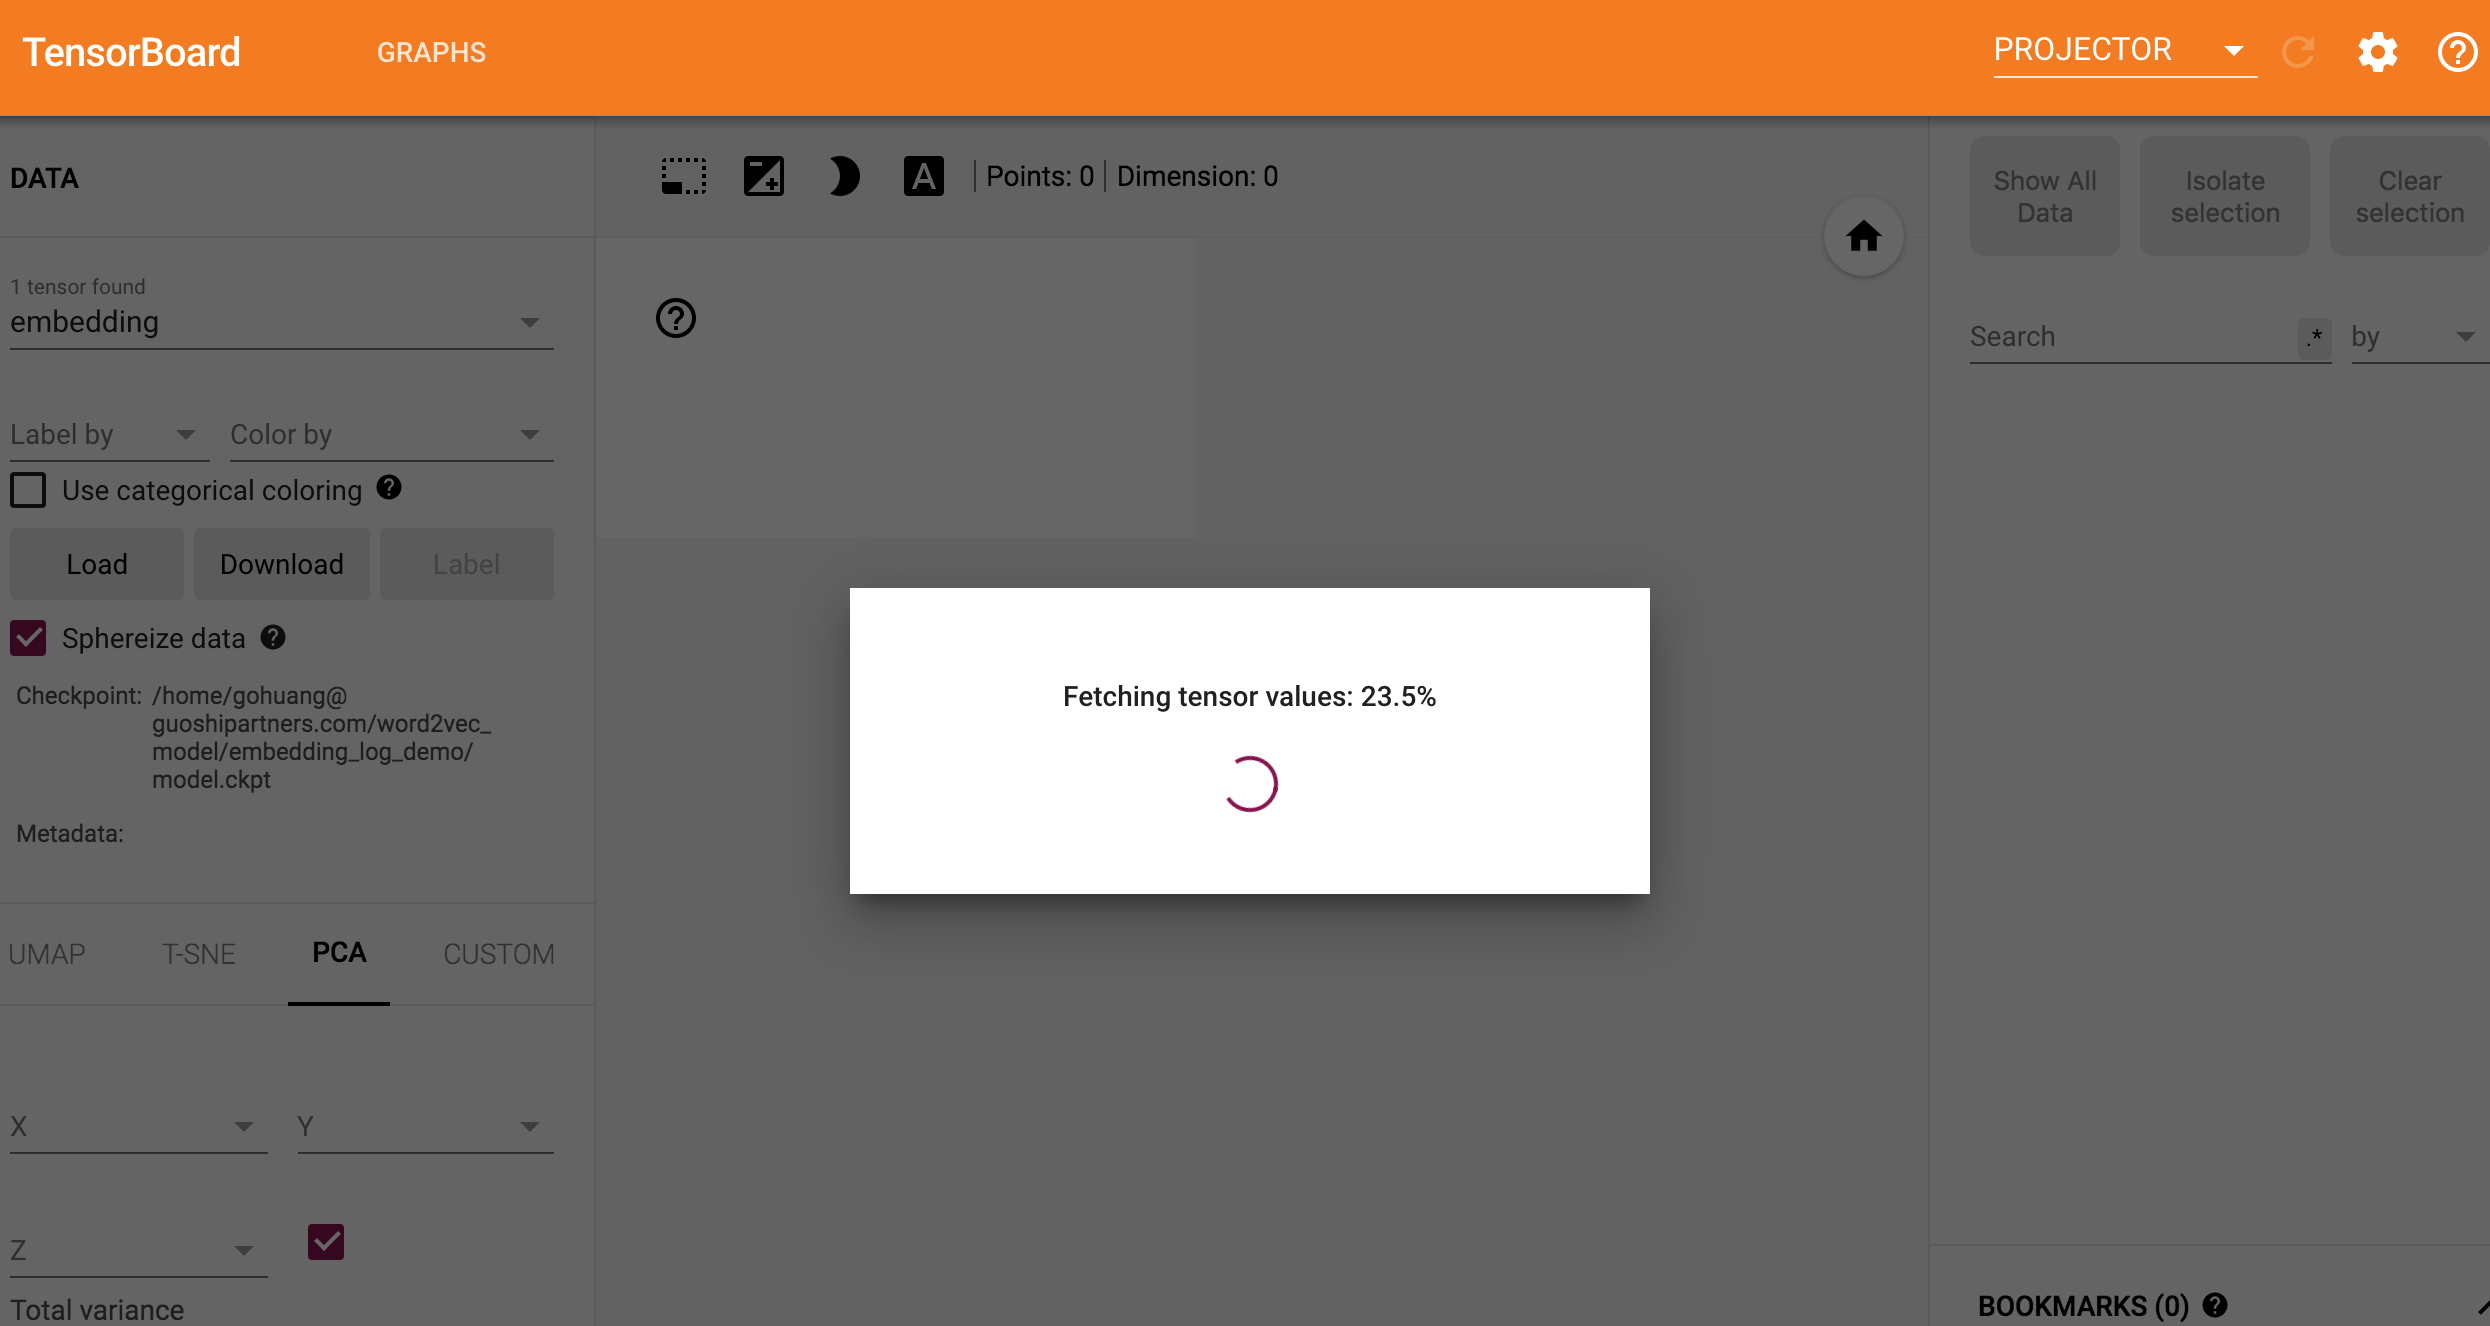 TensorBoard
GRAPHS
PROJECTOR
DATA
1 tensor found
embedding
Label by
Color by
Use categorical coloring
Load
Download
Label
Sphereize data
Checkpoint: /home/gohuang@
guoshipartners.com/word2vec_
model/embedding_log_demo/
model.ckpt
Metadata:
UMAP
T-SNE
PCA
CUSTOM
X
Y
Z
Total variance
A
Points: 0
Dimension: 0
Fetching tensor values: 23.5%
Show All
Data
Isolate
selection
Clear
selection
Search
.*
by
BOOKMARKS (0)